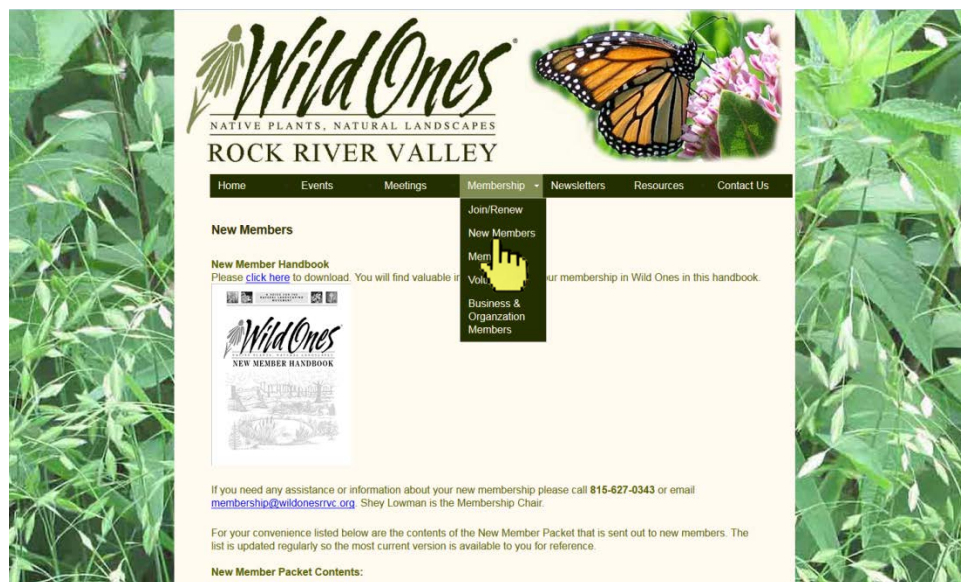 Wild Ones
NATIVE PLANTS, NATURAL LANDSCAPES
ROCK RIVER VALLEY
Home Events Meetings Membership Newsletters Resources Contact Us
Join/Renew
New Members
Business &
Organzation
Members
New Members
New Member Handbook
Please click here to download. You will find valuable in our membership in Wild Ones in this handbook.
Wild Ones
NEW MEMBER HANDBOOK
If you need any assistance or information about your new membership please call 815-627-0343 or email
membership@wildonesrrvc.org. Shey Lowman is the Membership Chair.
For your convenience listed below are the contents of the New Member Packet that is sent out to new members. The
list is updated regularly so the most current version is available to you for reference.
New Member Packet Contents: